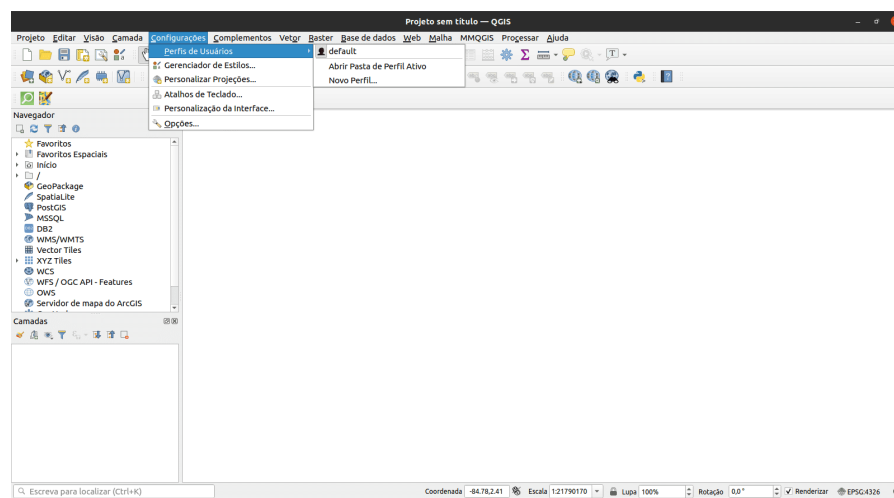 Projeto sem título — QGIS
Projeto Editar Visão Camada Configurações Complementos Vetor Raster Base de dados Web Malha MMQGIS Processar Ajuda
Perfis de Usuários
default
Gerenciador de Estilos...
Abrir Pasta de Perfil Ativo
Personalizar Projeções...
Novo Perfil...
Atalhos de Teclado...
Personalização da Interface...
Opções...
Navegador
Favoritos
Favoritos Espaciais
Início
/
GeoPackage
SpatiaLite
PostGIS
MSSQL
DB2
WMS/WMTS
Vector Tiles
XYZ Tiles
WCS
WFS / OGC API - Features
OWS
Servidor de mapa do ArcGIS
Camadas
Escreva para localizar (Ctrl+K) Coordenada -84.78,2.41 Escala 1:21790170 Lupa 100% Rotação 0,0 ° Renderizar EPSG:4326